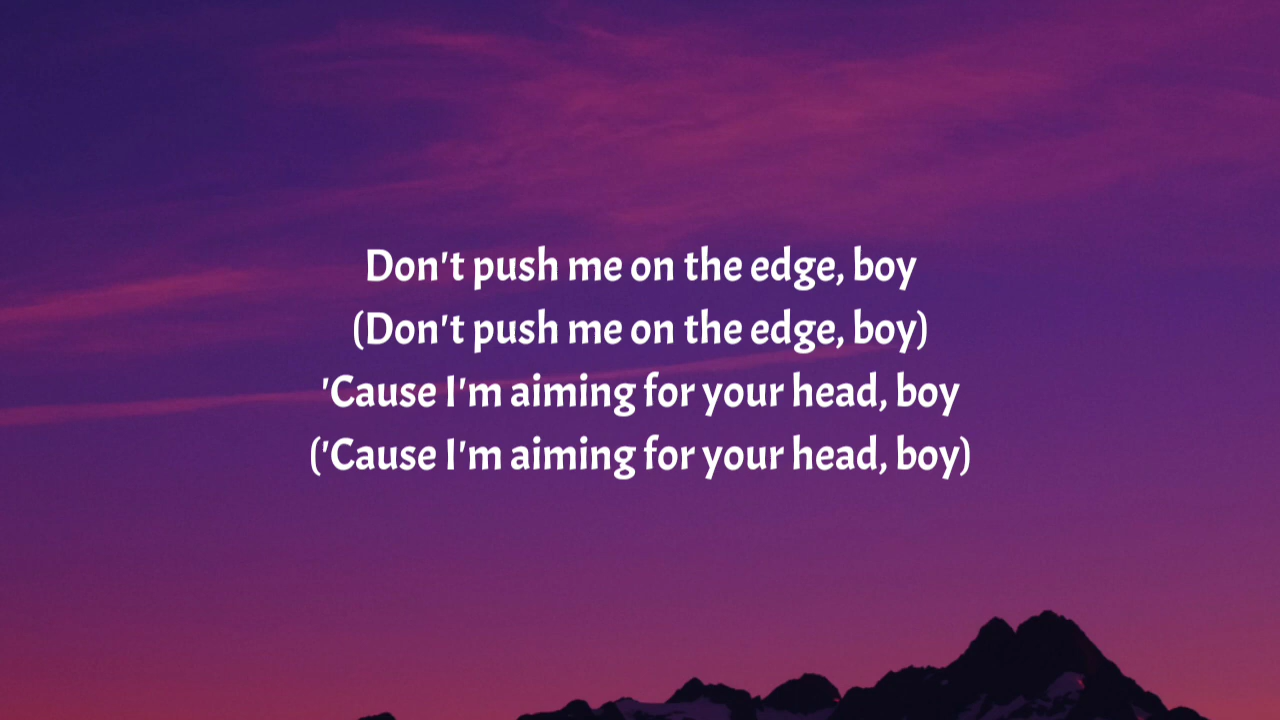 Don't push me on the edge, boy
(Don't push me on the edge, boy)
'Cause I'm aiming for your head, boy
('Cause I'm aiming for your head, boy)